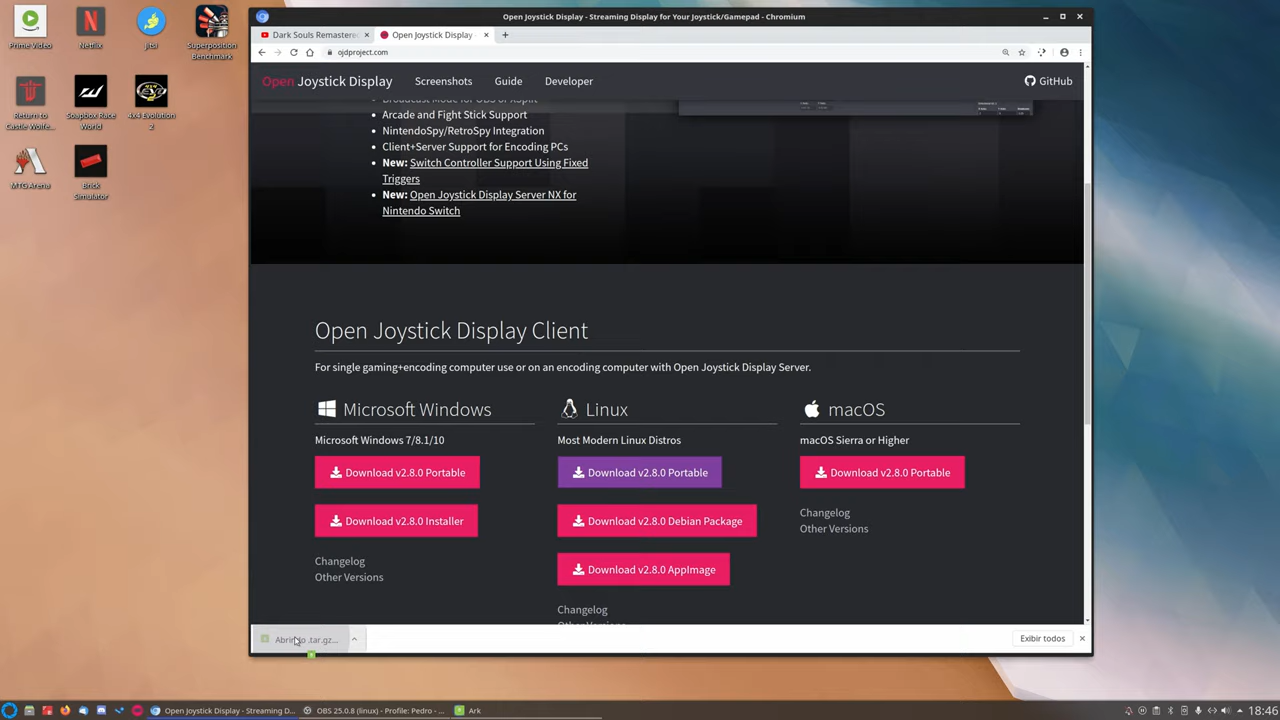 Prime Video
Netflix
Jitsi
Superposition
Benchmark
Return to
Castle Wolfe...
Soapbox Race
World
4x4 Evolution
2
MTG Arena
Brick
Simulator
Open Joystick Display - Streaming Display for Your Joystick/Gamepad - Chromium
Dark Souls Remastere
Open Joystick Display -
ojdproject.com
Open Joystick Display
Screenshots
Guide
Developer
GitHub
Arcade and Fight Stick Support
NintendoSpy/RetroSpy Integration
Client+Server Support for Encoding PCs
New: Switch Controller Support Using Fixed
Triggers
New: Open Joystick Display Server NX for
Nintendo Switch
Open Joystick Display Client
For single gaming+encoding computer use or on an encoding computer with Open Joystick Display Server.
Microsoft Windows
Microsoft Windows 7/8.1/10
Download v2.8.0 Portable
Download v2.8.0 Installer
Changelog
Other Versions
Linux
Most Modern Linux Distros
Download v2.8.0 Portable
Download v2.8.0 Debian Package
Download v2.8.0 AppImage
Changelog
macOS
macOS Sierra or Higher
Download v2.8.0 Portable
Changelog
Other Versions
Abrindo .tar.gz...
Exibir todos
Open Joystick Display - Streaming D...
OBS 25.0.8 (linux) - Profile: Pedro - ...
Ark
18:46